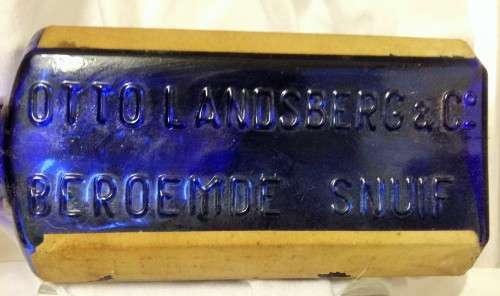 OTTO LANDSBERG & Co
BEROEMDE SNUIF